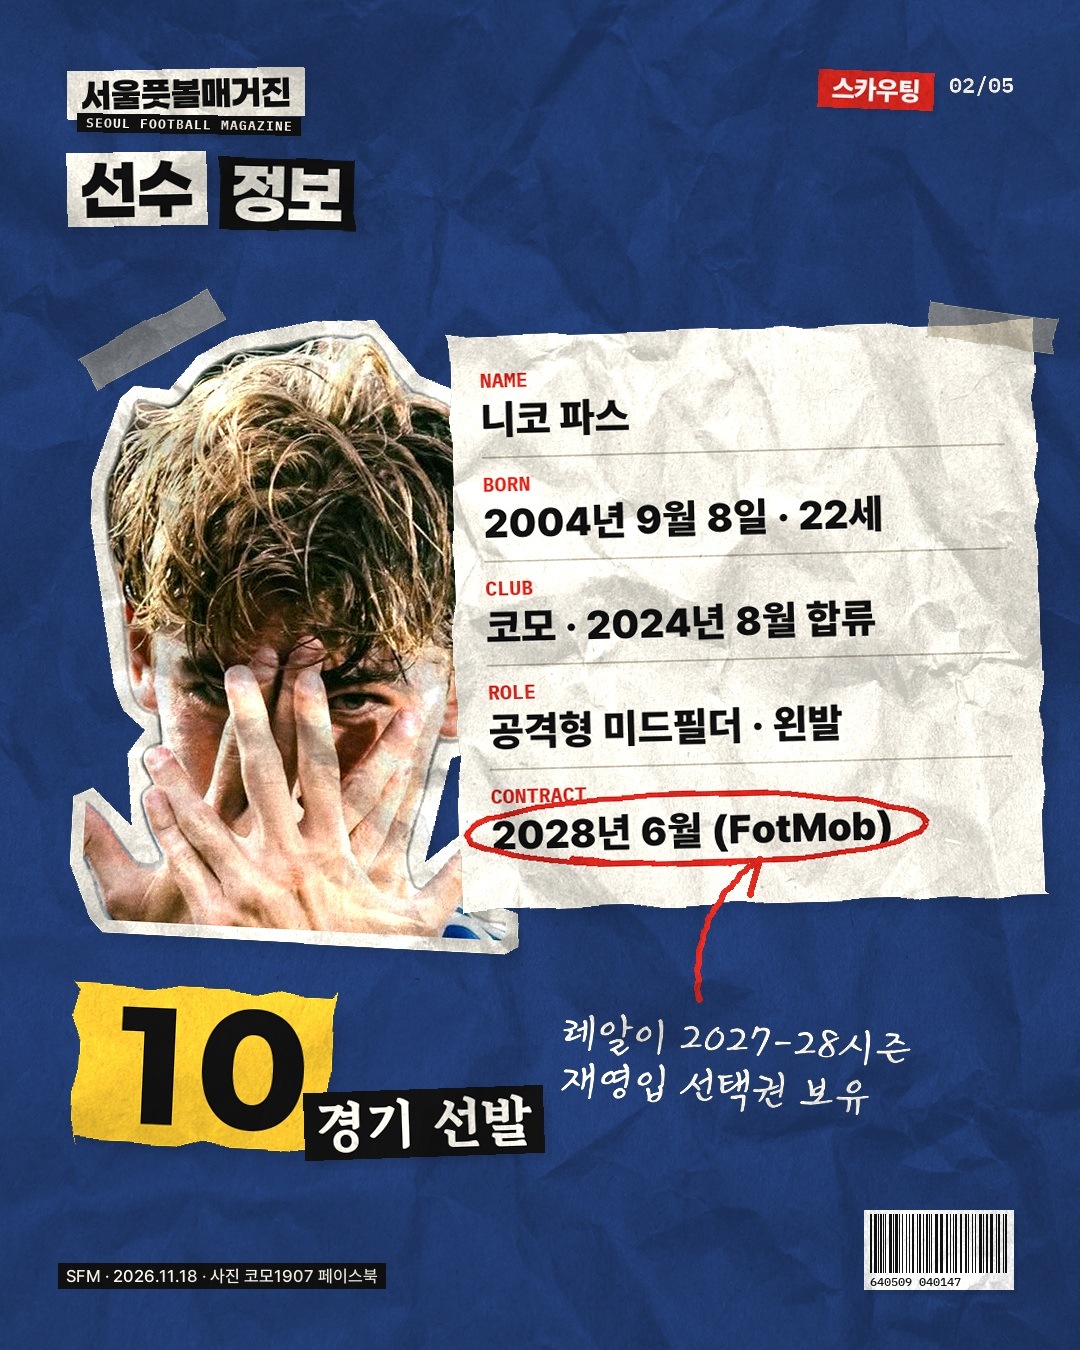 서울풋볼매거진
SEOUL FOOTBALL MAGAZINE
스카우팅 02/05
선수 정보
NAME
니코 파스
BORN
2004년 9월 8일 · 22세
CLUB
코모 · 2024년 8월 합류
ROLE
공격형 미드필더 · 왼발
CONTRACT
2028년 6월 (FotMob)
레알이 2027-28시즌
재영입 선택권 보유
10
경기 선발
SFM · 2026.11.18 · 사진 코모1907 페이스북
640509 040147